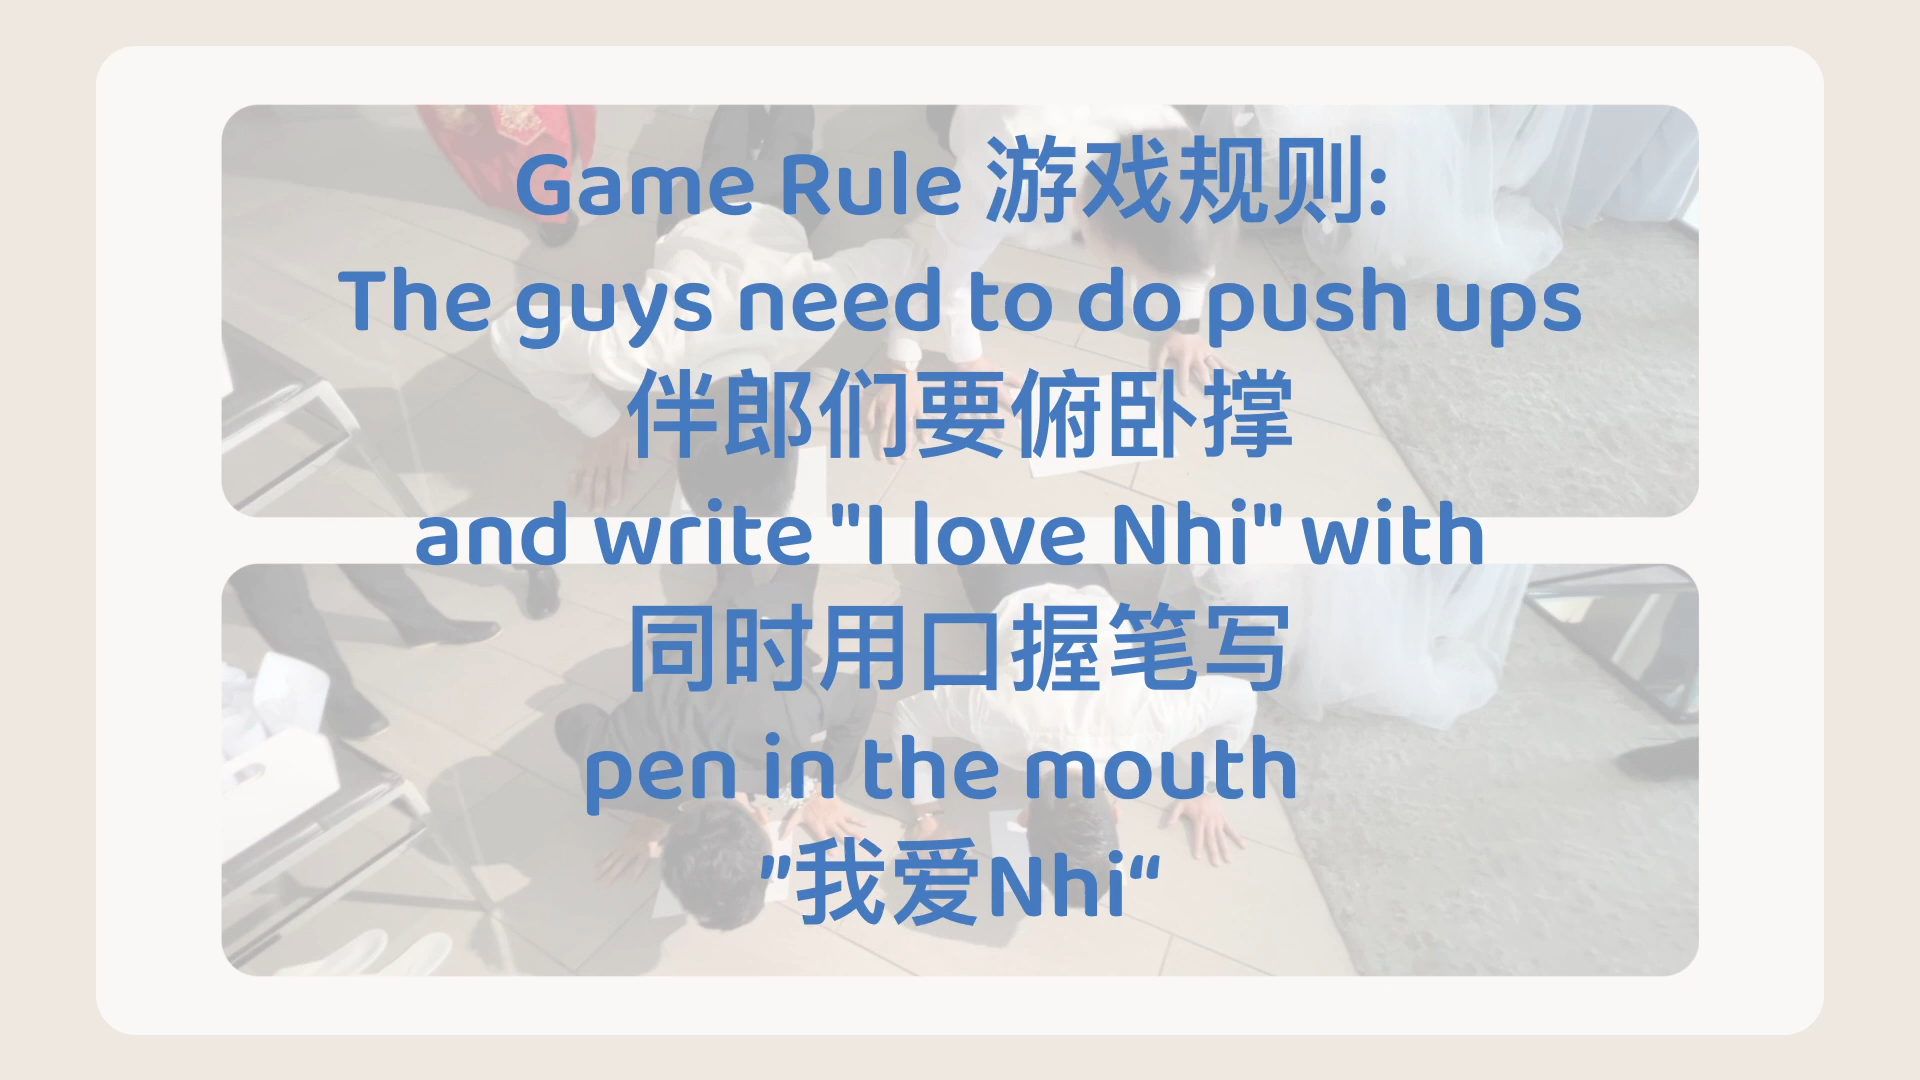 Game Rule 游戏规则:
The guys need to do push ups
伴郎们要俯卧撑
and write "I love Nhi" with
同时用口握笔写
pen in the mouth
”我爱Nhi“